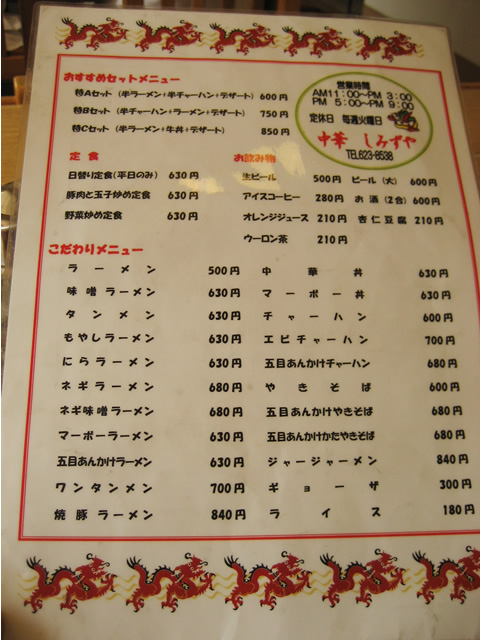 おすすめセットメニュー
特Aセット (半ラーメン+半チャーハン+デザート) 600円
特Bセット (半チャーハン+ラーメン+デザート) 750円
特Cセット (半ラーメン+牛丼+デザート) 850円
営業時間
AM11:00〜PM 3:00
PM 5:00〜PM 9:00
定休日 毎週火曜日
中華 しみずや
TEL623-8538
定食
日替り定食(平日のみ) 630円
豚肉と玉子炒め定食 630円
野菜炒め定食 630円
お飲み物
生ビール 500円 ビール(大) 600円
アイスコーヒー 280円 お酒(2合) 600円
オレンジジュース 210円 杏仁豆腐 210円
ウーロン茶 210円
こだわりメニュー
ラーメン 500円
味噌ラーメン 630円
タンメン 630円
もやしラーメン 630円
にらラーメン 630円
ネギラーメン 680円
ネギ味噌ラーメン 680円
マーボーラーメン 630円
五目あんかけラーメン 630円
ワンタンメン 700円
焼豚ラーメン 840円
中華丼 630円
マーボー丼 630円
チャーハン 600円
エビチャーハン 700円
五目あんかけチャーハン 680円
やきそば 600円
五目あんかけやきそば 680円
五目あんかけかたやきそば 680円
ジャージャーメン 840円
ギョーザ 300円
ライス 180円